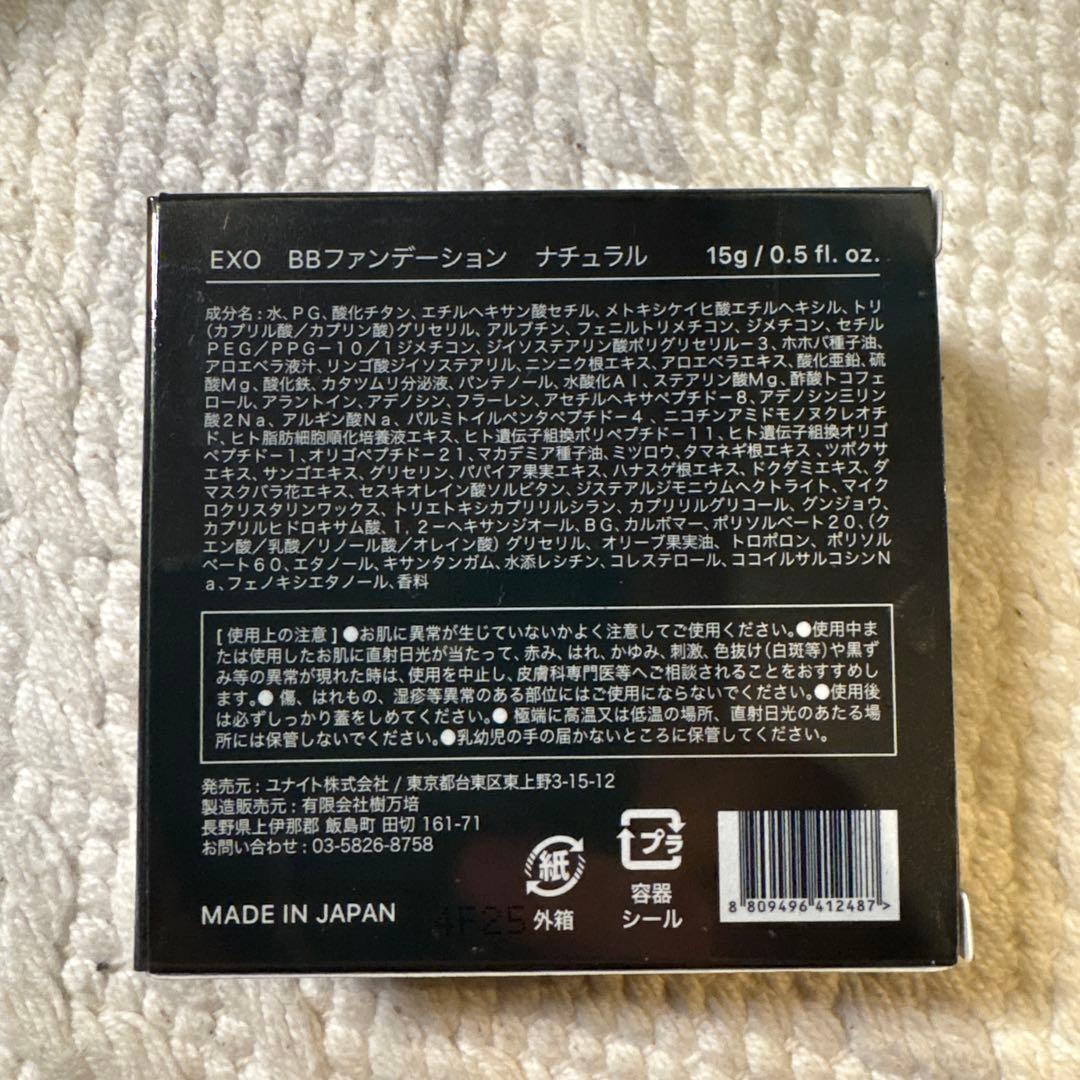 EXO BBファンデーション ナチュラル 15g / 0.5 fl. oz.
成分名：水、PG、酸化チタン、エチルヘキサン酸セチル、メトキシケイヒ酸エチルヘキシル、トリ
(カプリル酸／カプリン酸)グリセリル、アルブチン、フェニルトリメチコン、ジメチコン、セチル
PEG／PPG－10／1ジメチコン、ジイソステアリン酸ポリグリセリル－3、ホホバ種子油、
アロエベラ液汁、リンゴ酸ジイソステアリル、ニンニク根エキス、アロエベラエキス、酸化亜鉛、硫
酸Mg、酸化鉄、カタツムリ分泌液、パンテノール、水酸化Al、ステアリン酸Mg、酢酸トコフェ
ロール、アラントイン、アデノシン、フラーレン、アセチルヘキサペプチド－8、アデノシン三リン
酸2Na、アルギン酸Na、パルミトイルペンタペプチド－4、ニコチンアミドモノヌクレオチ
ド、ヒト脂肪細胞順化培養液エキス、ヒト遺伝子組換ポリペプチド－11、ヒト遺伝子組換オリゴ
ペプチド－1、オリゴペプチド－21、マカデミア種子油、ミツロウ、タマネギ根エキス、ツボクサ
エキス、サンゴエキス、グリセリン、パパイア果実エキス、ハナスゲ根エキス、ドクダミエキス、ダ
マスクバラ花エキス、セスキオレイン酸ソルビタン、ジステアルジモニウムヘクトライト、マイク
ロクリスタリンワックス、トリエトキシカプリリルシラン、カプリリルグリコール、グンジョウ、
カプリルヒドロキサム酸、1,2－ヘキサンジオール、BG、カルボマー、ポリソルベート20、(ク
エン酸／乳酸／リノール酸／オレイン酸)グリセリル、オリーブ果実油、トロポロン、ポリソル
ベート60、エタノール、キサンタンガム、水添レシチン、コレステロール、ココイルサルコシンN
a、フェノキシエタノール、香料
[ 使用上の注意 ] ●お肌に異常が生じていないかよく注意してご使用ください。●使用中ま
たは使用したお肌に直射日光が当たって、赤み、はれ、かゆみ、刺激、色抜け(白斑等)や黒ず
み等の異常が現れた時は、使用を中止し、皮膚科専門医等へご相談されることをおすすめし
ます。● 傷、はれもの、湿疹等異常のある部位にはご使用にならないでください。●使用後
は必ずしっかり蓋をしめてください。● 極端に高温又は低温の場所、直射日光のあたる場
所には保管しないでください。●乳幼児の手の届かないところに保管してください。
発売元：ユナイト株式会社 / 東京都台東区東上野3-15-12
製造販売元：有限会社樹万培
長野県上伊那郡 飯島町 田切 161-71
お問い合わせ：03-5826-8758
MADE IN JAPAN
4F25
紙
外箱
プラ
容器
シール
8 809496 412487 >